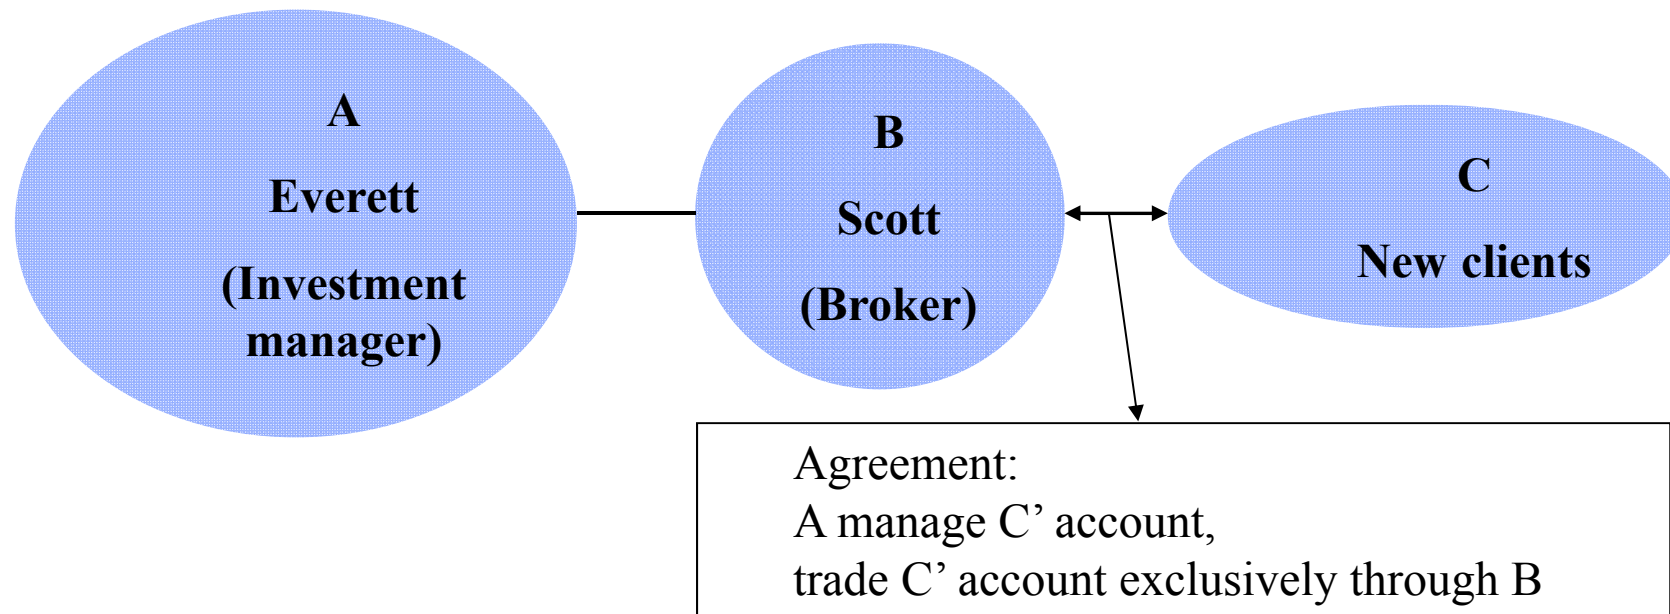 A
Everett
(Investment
manager)
B
Scott
(Broker)
C
New clients
Agreement:
A manage C’ account,
trade C’ account exclusively through B